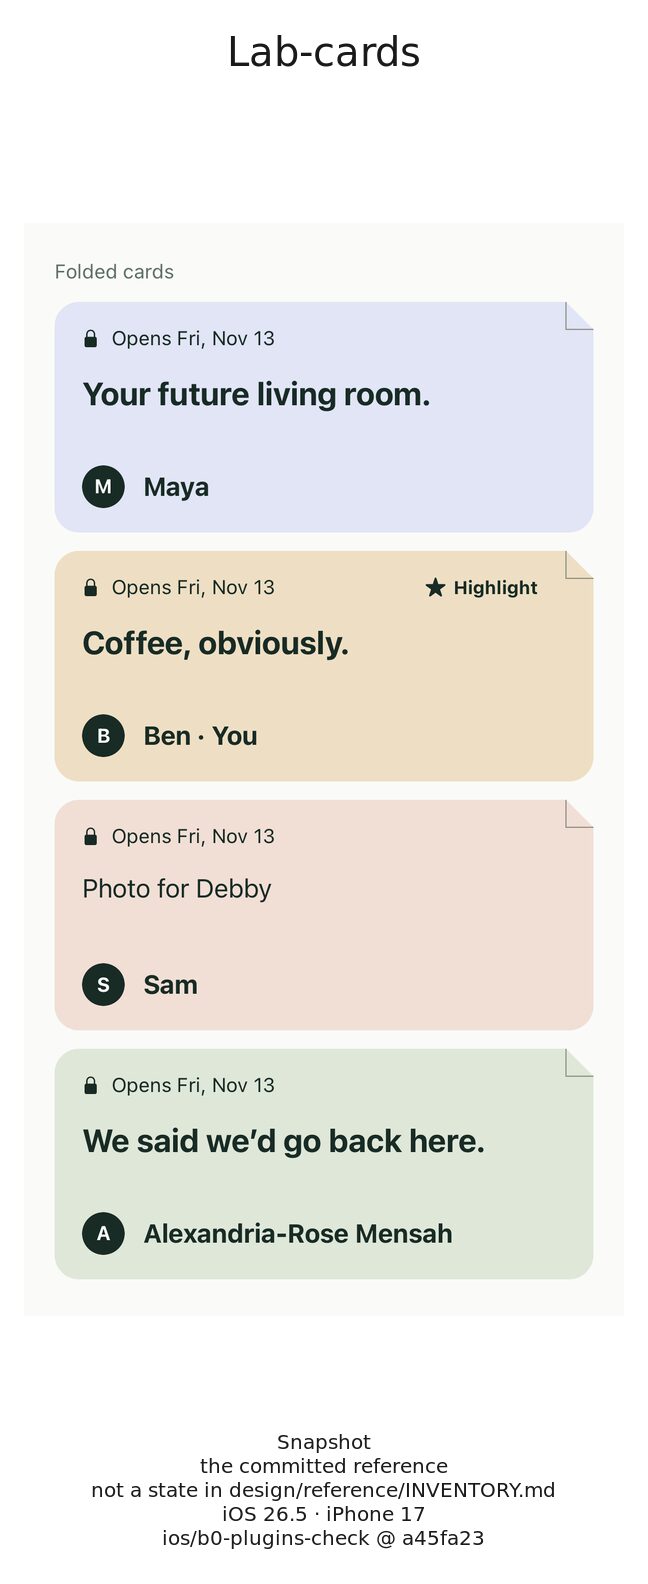 Lab-cards
Folded cards
Opens Fri, Nov 13
Your future living room.
M Maya
Opens Fri, Nov 13 Highlight
Coffee, obviously.
B Ben · You
Opens Fri, Nov 13
Photo for Debby
S Sam
Opens Fri, Nov 13
We said we’d go back here.
A Alexandria-Rose Mensah
Snapshot
the committed reference
not a state in design/reference/INVENTORY.md
iOS 26.5 · iPhone 17
ios/b0-plugins-check @ a45fa23